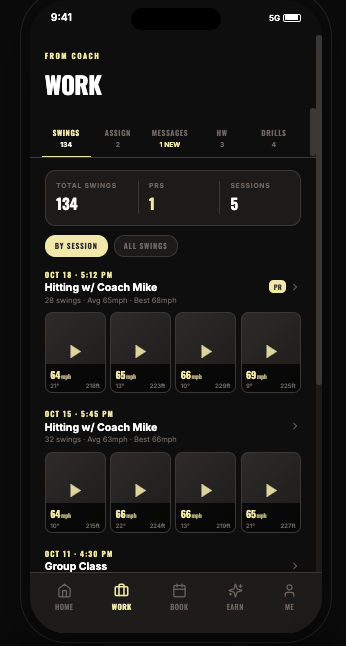 9:41
5G
FROM COACH
WORK
SWINGS ASSIGN MESSAGES HW DRILLS
134 2 1 NEW 3 4
TOTAL SWINGS PRS SESSIONS
134 1 5
BY SESSION ALL SWINGS
OCT 18 · 5:12 PM
Hitting w/ Coach Mike PR
28 swings · Avg 65mph · Best 68mph
64mph 65mph 66mph 69mph
21° 218ft 13° 223ft 10° 229ft 9° 225ft
OCT 15 · 5:45 PM
Hitting w/ Coach Mike
32 swings · Avg 63mph · Best 66mph
64mph 66mph 66mph 65mph
10° 215ft 22° 224ft 13° 219ft 21° 227ft
OCT 11 · 4:30 PM
Group Class
HOME WORK BOOK EARN ME